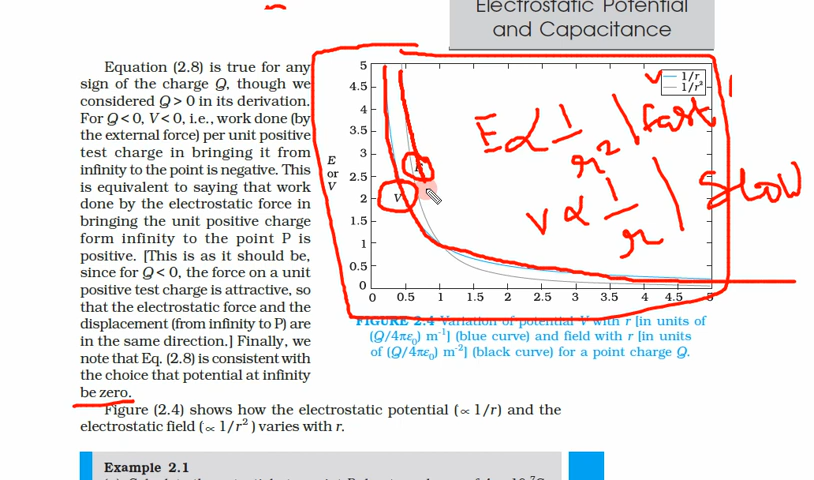 Electrostatic Potential
and Capacitance
Equation (2.8) is true for any
sign of the charge Q, though we
considered Q > 0 in its derivation.
For Q < 0, V < 0, i.e., work done (by
the external force) per unit positive
test charge in bringing it from
infinity to the point is negative. This
is equivalent to saying that work
done by the electrostatic force in
bringing the unit positive charge
form infinity to the point P is
positive. [This is as it should be,
since for Q < 0, the force on a unit
positive test charge is attractive, so
that the electrostatic force and the
displacement (from infinity to P) are
in the same direction.] Finally, we
note that Eq. (2.8) is consistent with
the choice that potential at infinity
be zero.
E
or
V
5
4.5
4
3.5
3
2.5
2
1.5
1
0.5
0
0 0.5 1 1.5 2 2.5 3 3.5 4 4.5 5
1/r
1/r²
V
E ∝ 1/r² | Fast
V ∝ 1/r | Slow
FIGURE 2.4 Variation of potential V with r [in units of
(Q/4πε₀) m⁻¹] (blue curve) and field with r [in units
of (Q/4πε₀) m⁻²] (black curve) for a point charge Q.
Figure (2.4) shows how the electrostatic potential (∝ 1/r) and the
electrostatic field (∝ 1/r²) varies with r.
Example 2.1